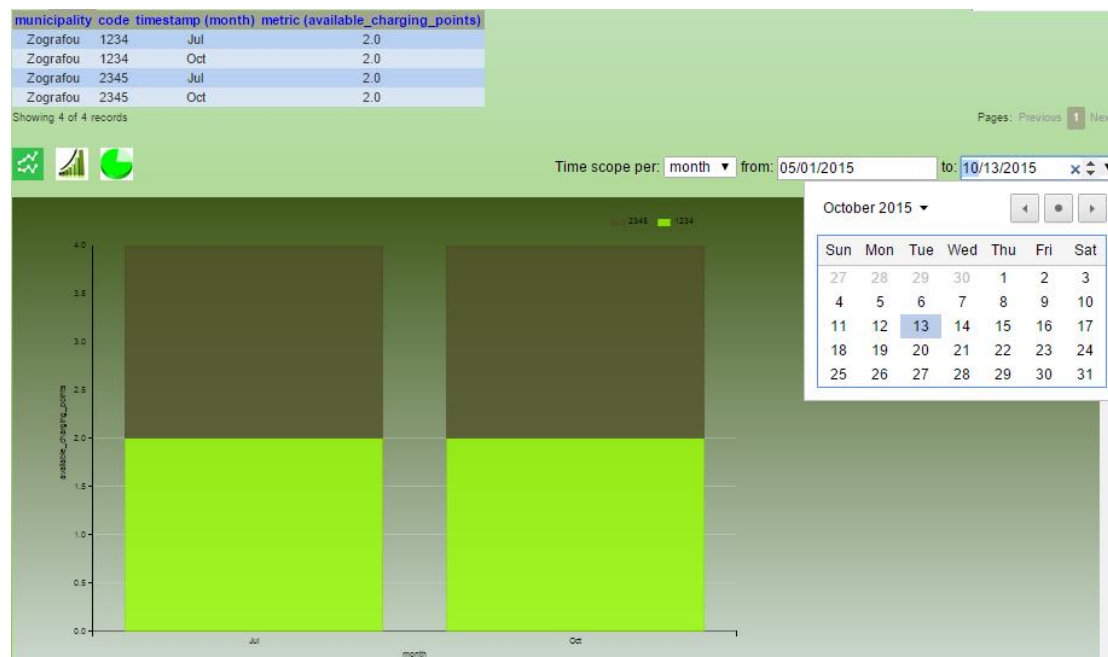 municipality code timestamp (month) metric (available_charging_points)
Zografou 1234 Jul 2.0
Zografou 1234 Oct 2.0
Zografou 2345 Jul 2.0
Zografou 2345 Oct 2.0
Showing 4 of 4 records
Pages: Previous 1 Nex
Time scope per: month from: 05/01/2015 to: 10/13/2015
October 2015
Sun Mon Tue Wed Thu Fri Sat
27 28 29 30 1 2 3
4 5 6 7 8 9 10
11 12 13 14 15 16 17
18 19 20 21 22 23 24
25 26 27 28 29 30 31
2345 1234
4.0
3.5
3.0
2.5
2.0
1.5
1.0
0.5
0.0
available_charging_points
Jul Oct
month